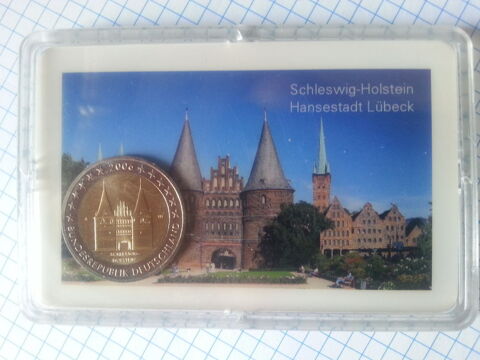 Schleswig-Holstein
Hansestadt Lübeck
2006
SCHLESWIG-
HOLSTEIN
BUNDESREPUBLIK DEUTSCHLAND